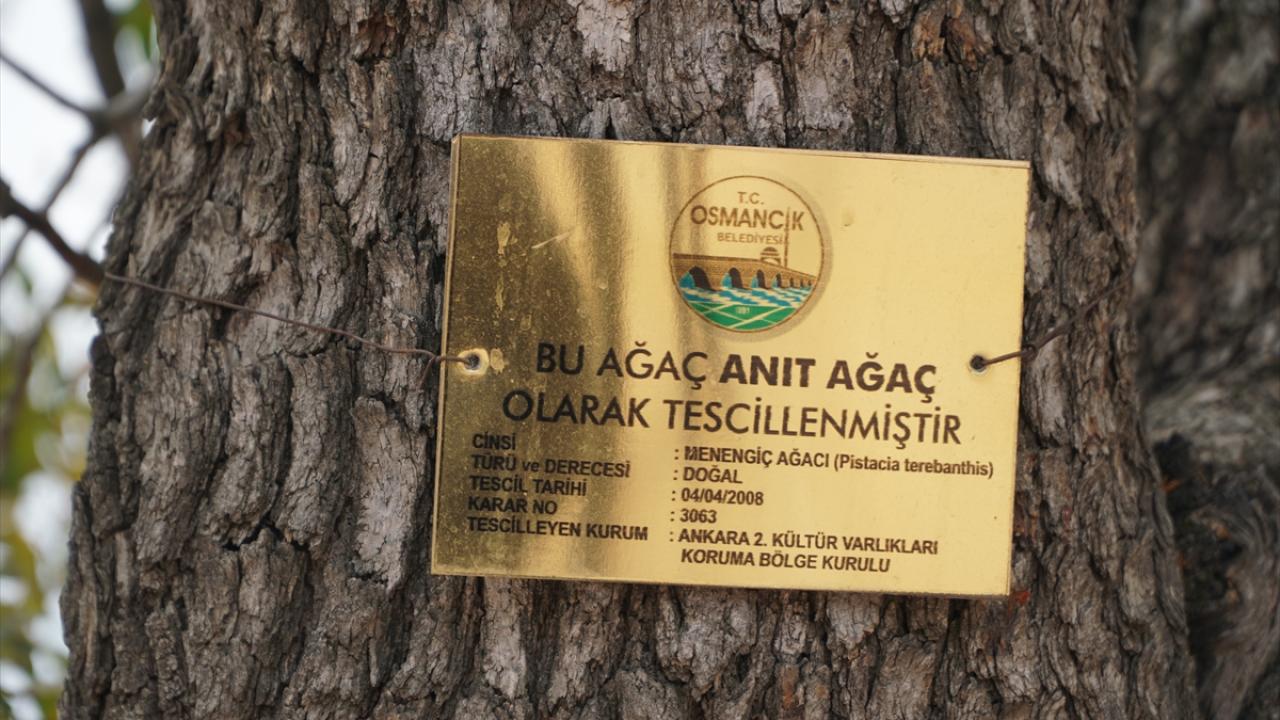 T.C.
OSMANCIK
BELEDİYESİ
BU AĞAÇ ANIT AĞAÇ
OLARAK TESCİLLENMİŞTİR
CİNSİ : MENENGİÇ AĞACI (Pistacia terebanthis)
TÜRÜ ve DERECESİ : DOĞAL
TESCİL TARİHİ : 04/04/2008
KARAR NO : 3063
TESCİLLEYEN KURUM : ANKARA 2. KÜLTÜR VARLIKLARI
KORUMA BÖLGE KURULU